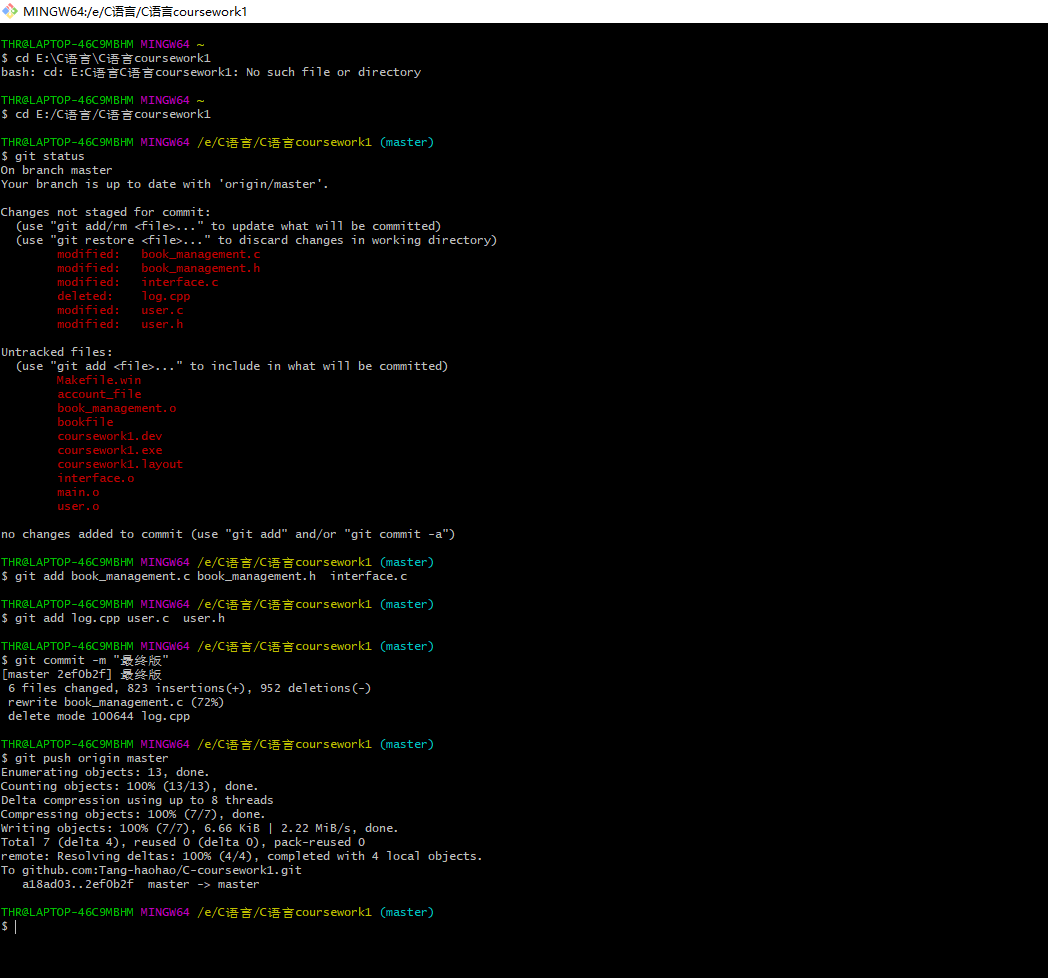 MINGW64:/e/C语言/C语言coursework1
THR@LAPTOP-46C9MBHM MINGW64 ~
$ cd E:\C语言\C语言coursework1
bash: cd: E:C语言C语言coursework1: No such file or directory
THR@LAPTOP-46C9MBHM MINGW64 ~
$ cd E:/C语言/C语言coursework1
THR@LAPTOP-46C9MBHM MINGW64 /e/C语言/C语言coursework1 (master)
$ git status
On branch master
Your branch is up to date with 'origin/master'.
Changes not staged for commit:
  (use "git add/rm <file>..." to update what will be committed)
  (use "git restore <file>..." to discard changes in working directory)
        modified:   book_management.c
        modified:   book_management.h
        modified:   interface.c
        deleted:    log.cpp
        modified:   user.c
        modified:   user.h
Untracked files:
  (use "git add <file>..." to include in what will be committed)
        Makefile.win
        account_file
        book_management.o
        bookfile
        coursework1.dev
        coursework1.exe
        coursework1.layout
        interface.o
        main.o
        user.o
no changes added to commit (use "git add" and/or "git commit -a")
THR@LAPTOP-46C9MBHM MINGW64 /e/C语言/C语言coursework1 (master)
$ git add book_management.c book_management.h  interface.c
THR@LAPTOP-46C9MBHM MINGW64 /e/C语言/C语言coursework1 (master)
$ git add log.cpp user.c  user.h
THR@LAPTOP-46C9MBHM MINGW64 /e/C语言/C语言coursework1 (master)
$ git commit -m "最终版"
[master 2ef0b2f] 最终版
 6 files changed, 823 insertions(+), 952 deletions(-)
 rewrite book_management.c (72%)
 delete mode 100644 log.cpp
THR@LAPTOP-46C9MBHM MINGW64 /e/C语言/C语言coursework1 (master)
$ git push origin master
Enumerating objects: 13, done.
Counting objects: 100% (13/13), done.
Delta compression using up to 8 threads
Compressing objects: 100% (7/7), done.
Writing objects: 100% (7/7), 6.66 KiB | 2.22 MiB/s, done.
Total 7 (delta 4), reused 0 (delta 0), pack-reused 0
remote: Resolving deltas: 100% (4/4), completed with 4 local objects.
To github.com:Tang-haohao/C-coursework1.git
   a18ad03..2ef0b2f  master -> master
THR@LAPTOP-46C9MBHM MINGW64 /e/C语言/C语言coursework1 (master)
$